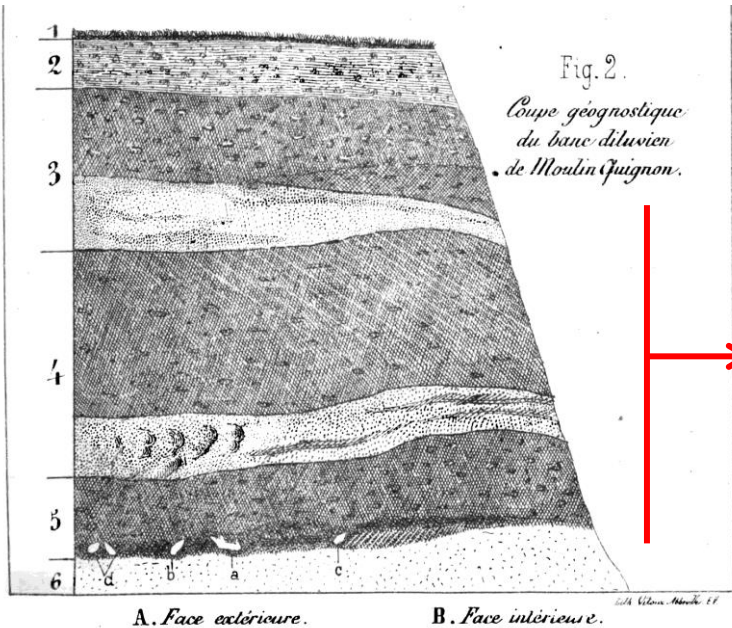 1
2
3
4
5
6
Fig. 2.
Coupe géognostique
du banc diluvien
de Moulin Quignon.
d b a c
A. Face extérieure. B. Face intérieure.
Lith.